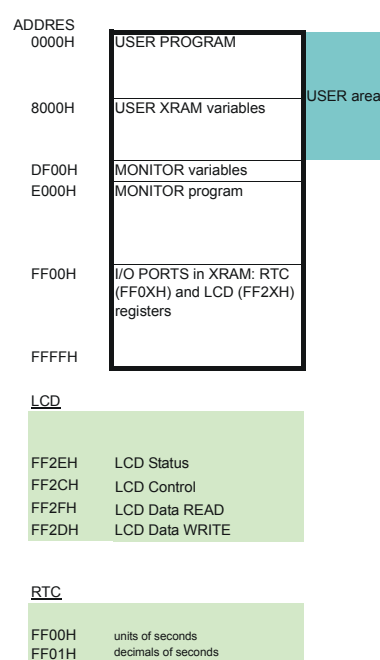 ADDRES
0000H USER PROGRAM
USER area
8000H USER XRAM variables
DF00H MONITOR variables
E000H MONITOR program
FF00H I/O PORTS in XRAM: RTC
(FF0XH) and LCD (FF2XH)
registers
FFFFH
LCD
FF2EH LCD Status
FF2CH LCD Control
FF2FH LCD Data READ
FF2DH LCD Data WRITE
RTC
FF00H units of seconds
FF01H decimals of seconds